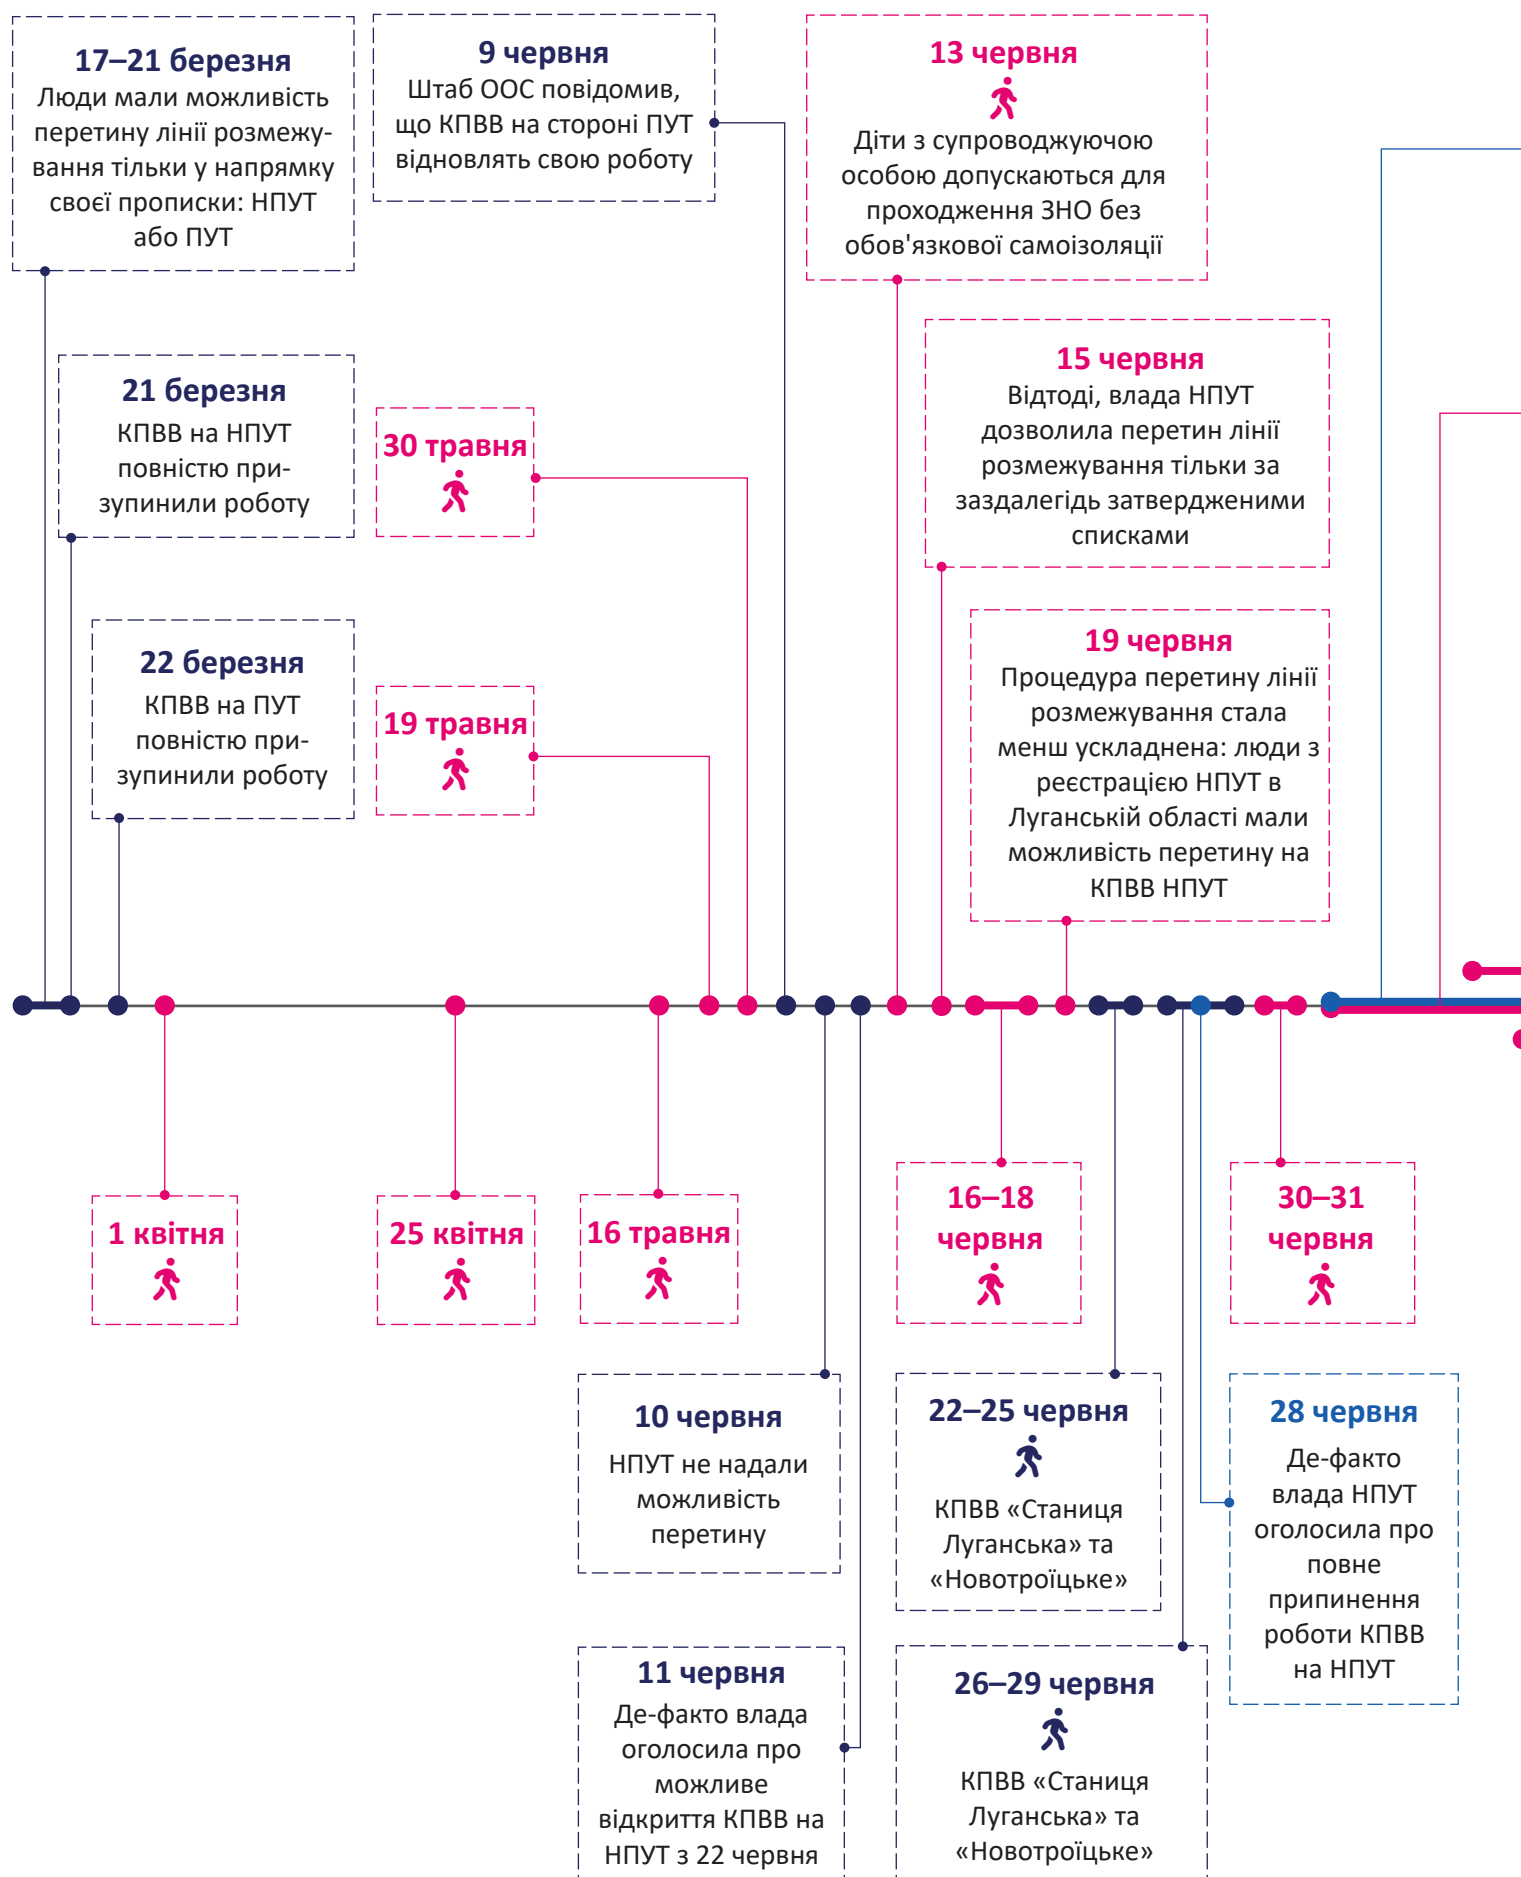 17–21 березня
Люди мали можливість
перетину лінії розмежу-
вання тільки у напрямку
своєї прописки: НПУТ
або ПУТ
9 червня
Штаб ООС повідомив,
що КПВВ на стороні ПУТ
відновлять свою роботу
13 червня
Діти з супроводжуючою
особою допускаються для
проходження ЗНО без
обов'язкової самоізоляції
21 березня
КПВВ на НПУТ
повністю при-
зупинили роботу
30 травня
15 червня
Відтоді, влада НПУТ
дозволила перетин лінії
розмежування тільки за
заздалегідь затвердженими
списками
22 березня
КПВВ на ПУТ
повністю при-
зупинили роботу
19 травня
19 червня
Процедура перетину лінії
розмежування стала
менш ускладнена: люди з
реєстрацією НПУТ в
Луганській області мали
можливість перетину на
КПВВ НПУТ
1 квітня
25 квітня
16 травня
16–18
червня
30–31
червня
10 червня
НПУТ не надали
можливість
перетину
22–25 червня
КПВВ «Станиця
Луганська» та
«Новотроїцьке»
28 червня
Де-факто
влада НПУТ
оголосила про
повне
припинення
роботи КПВВ
на НПУТ
11 червня
Де-факто влада
оголосила про
можливе
відкриття КПВВ на
НПУТ з 22 червня
26–29 червня
КПВВ «Станиця
Луганська» та
«Новотроїцьке»